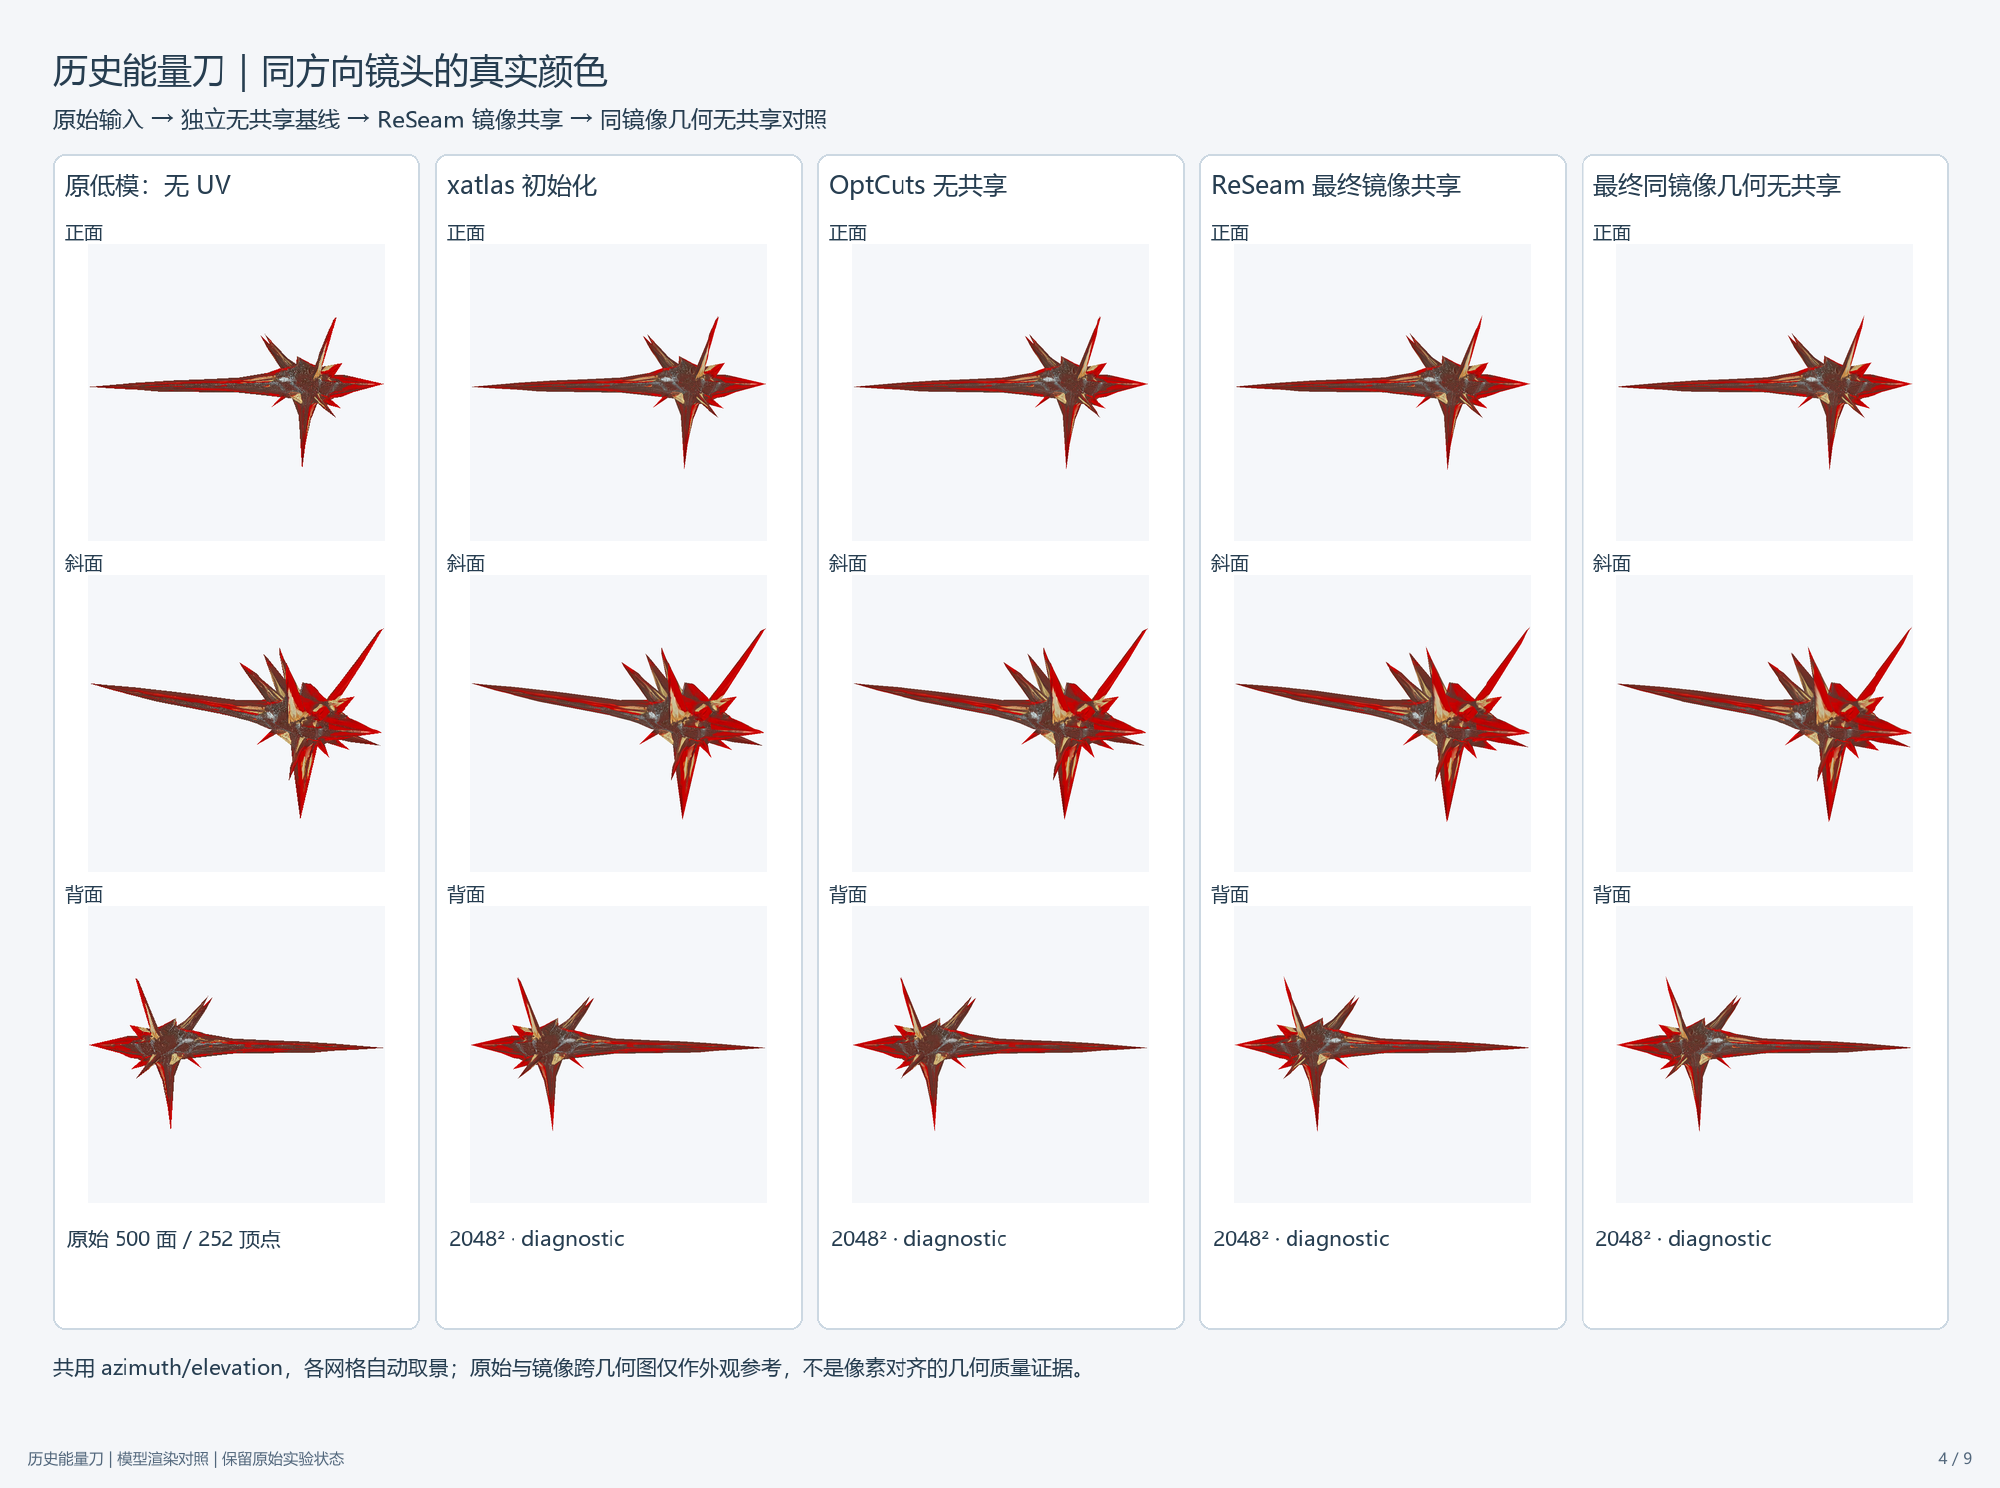 历史能量刀 | 同方向镜头的真实颜色
原始输入 → 独立无共享基线 → ReSeam 镜像共享 → 同镜像几何无共享对照
原低模：无 UV
正面
斜面
背面
原始 500 面 / 252 顶点
xatlas 初始化
正面
斜面
背面
2048² · diagnostic
OptCuts 无共享
正面
斜面
背面
2048² · diagnostic
ReSeam 最终镜像共享
正面
斜面
背面
2048² · diagnostic
最终同镜像几何无共享
正面
斜面
背面
2048² · diagnostic
共用 azimuth/elevation，各网格自动取景；原始与镜像跨几何图仅作外观参考，不是像素对齐的几何质量证据。
历史能量刀 | 模型渲染对照 | 保留原始实验状态
4 / 9